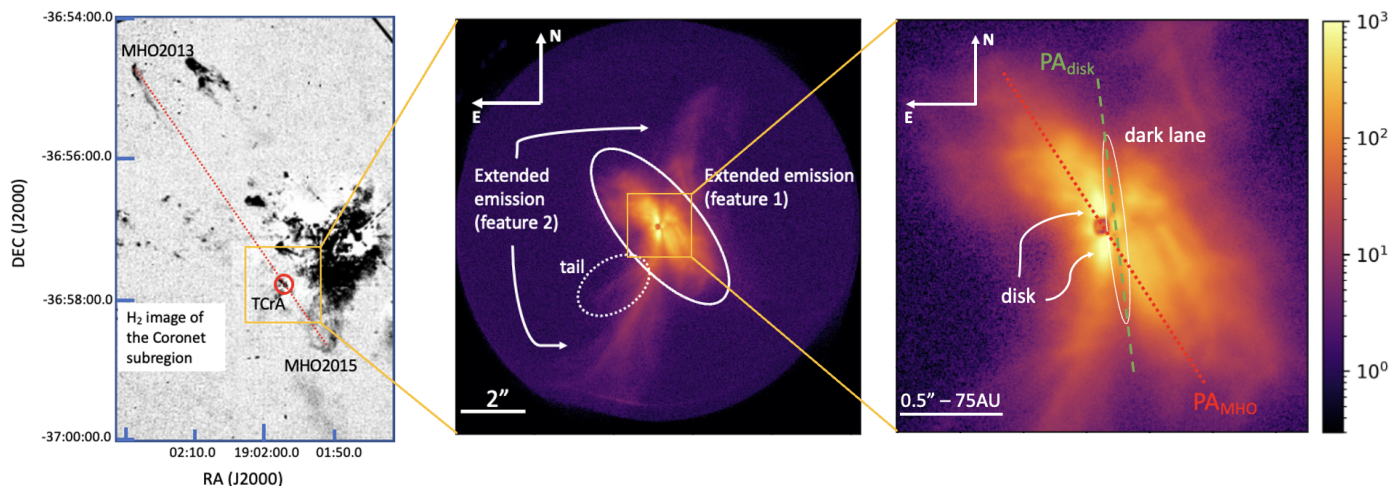 -36:54:00.0
MHO2013
-36:56:00.0
DEC (J2000)
-36:58:00.0
TCrA
H₂ image of
the Coronet
subregion
MHO2015
-37:00:00.0
02:10.0
19:02:00.0
01:50.0
RA (J2000)
N
E
Extended
emission
(feature 2)
Extended emission
(feature 1)
tail
2”
N
E
PAdisk
dark lane
disk
PAMHO
0.5” – 75AU
10³
10²
10¹
10⁰